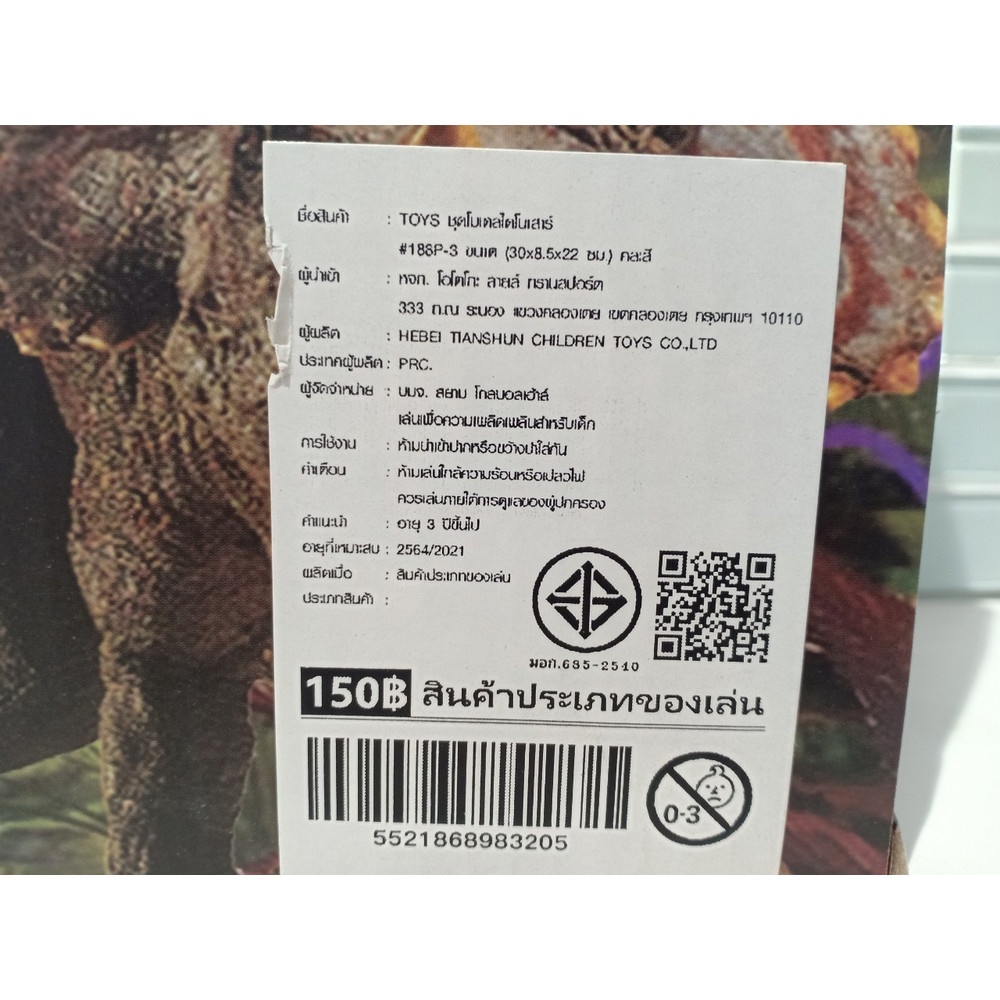 ชื่อสินค้า : TOYS ชุดโมเดลไดโนเสาร์
#188P-3 ขนาด (30x8.5x22 ซม.) คละสี
ผู้นำเข้า : หจก. โอโตโกะ สายส์ ทรานสปอร์ต
333 ถ.ณ ระนอง แขวงคลองเตย เขตคลองเตย กรุงเทพฯ 10110
ผู้ผลิต : HEBEI TIANSHUN CHILDREN TOYS CO.,LTD
ประเทศผู้ผลิต : PRC.
ผู้จัดจำหน่าย : บมจ. สยาม โกลบอลเฮ้าส์
เล่นเพื่อความเพลิดเพลินสำหรับเด็ก
การใช้งาน : ห้ามนำเข้าปากหรือขว้างปาใส่กัน
คำเตือน : ห้ามเล่นใกล้ความร้อนหรือเปลวไฟ
ควรเล่นภายใต้การดูแลของผู้ปกครอง
คำแนะนำ : อายุ 3 ปีขึ้นไป
อายุที่เหมาะสม : 2564/2021
ผลิตเมื่อ : สินค้าประเภทของเล่น
ประเภทสินค้า :
มอก.685-2540
150฿ สินค้าประเภทของเล่น
5521868983205
0-3